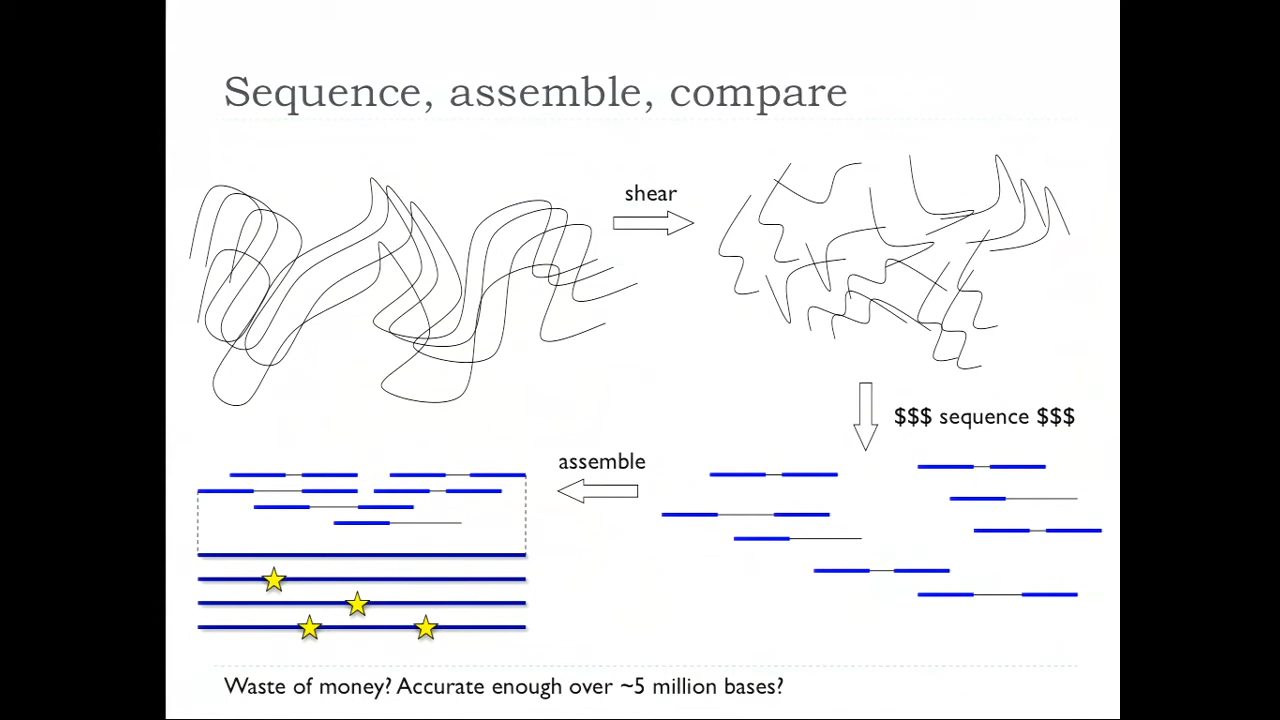 Sequence, assemble, compare
shear
$$$ sequence $$$
assemble
Waste of money? Accurate enough over ~5 million bases?